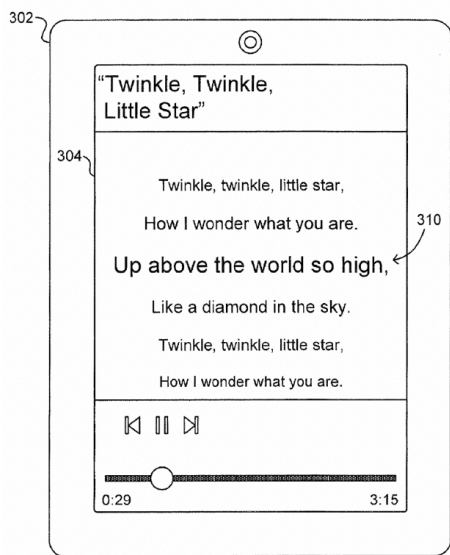 302
"Twinkle, Twinkle,
Little Star"
304
Twinkle, twinkle, little star,
How I wonder what you are.
310
Up above the world so high,
Like a diamond in the sky.
Twinkle, twinkle, little star,
How I wonder what you are.
0:29 3:15